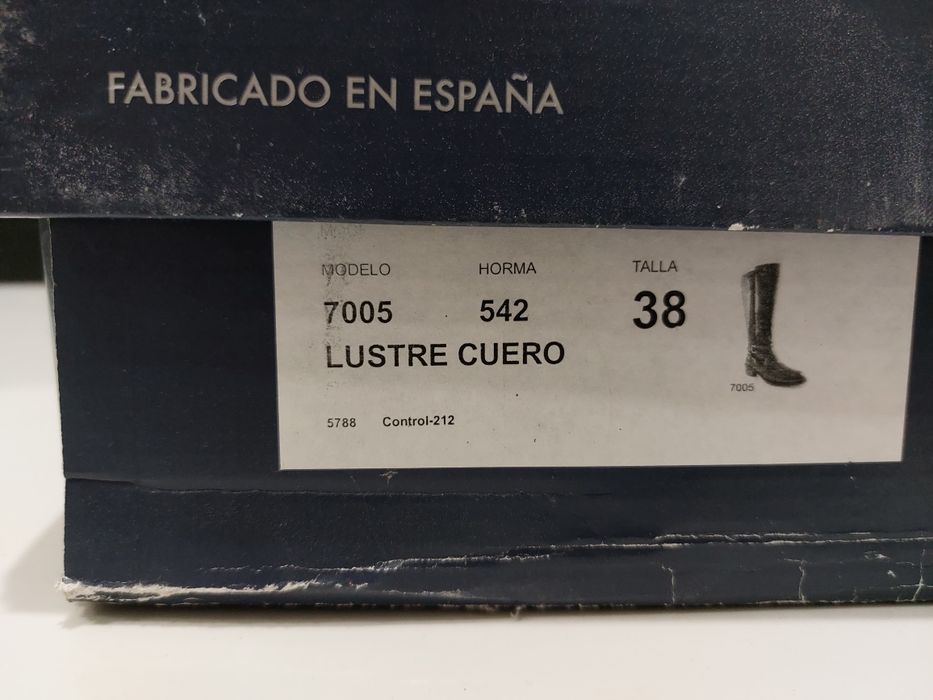 FABRICADO EN ESPAÑA
MODELO HORMA TALLA
7005 542 38
LUSTRE CUERO
7005
5788 Control-212